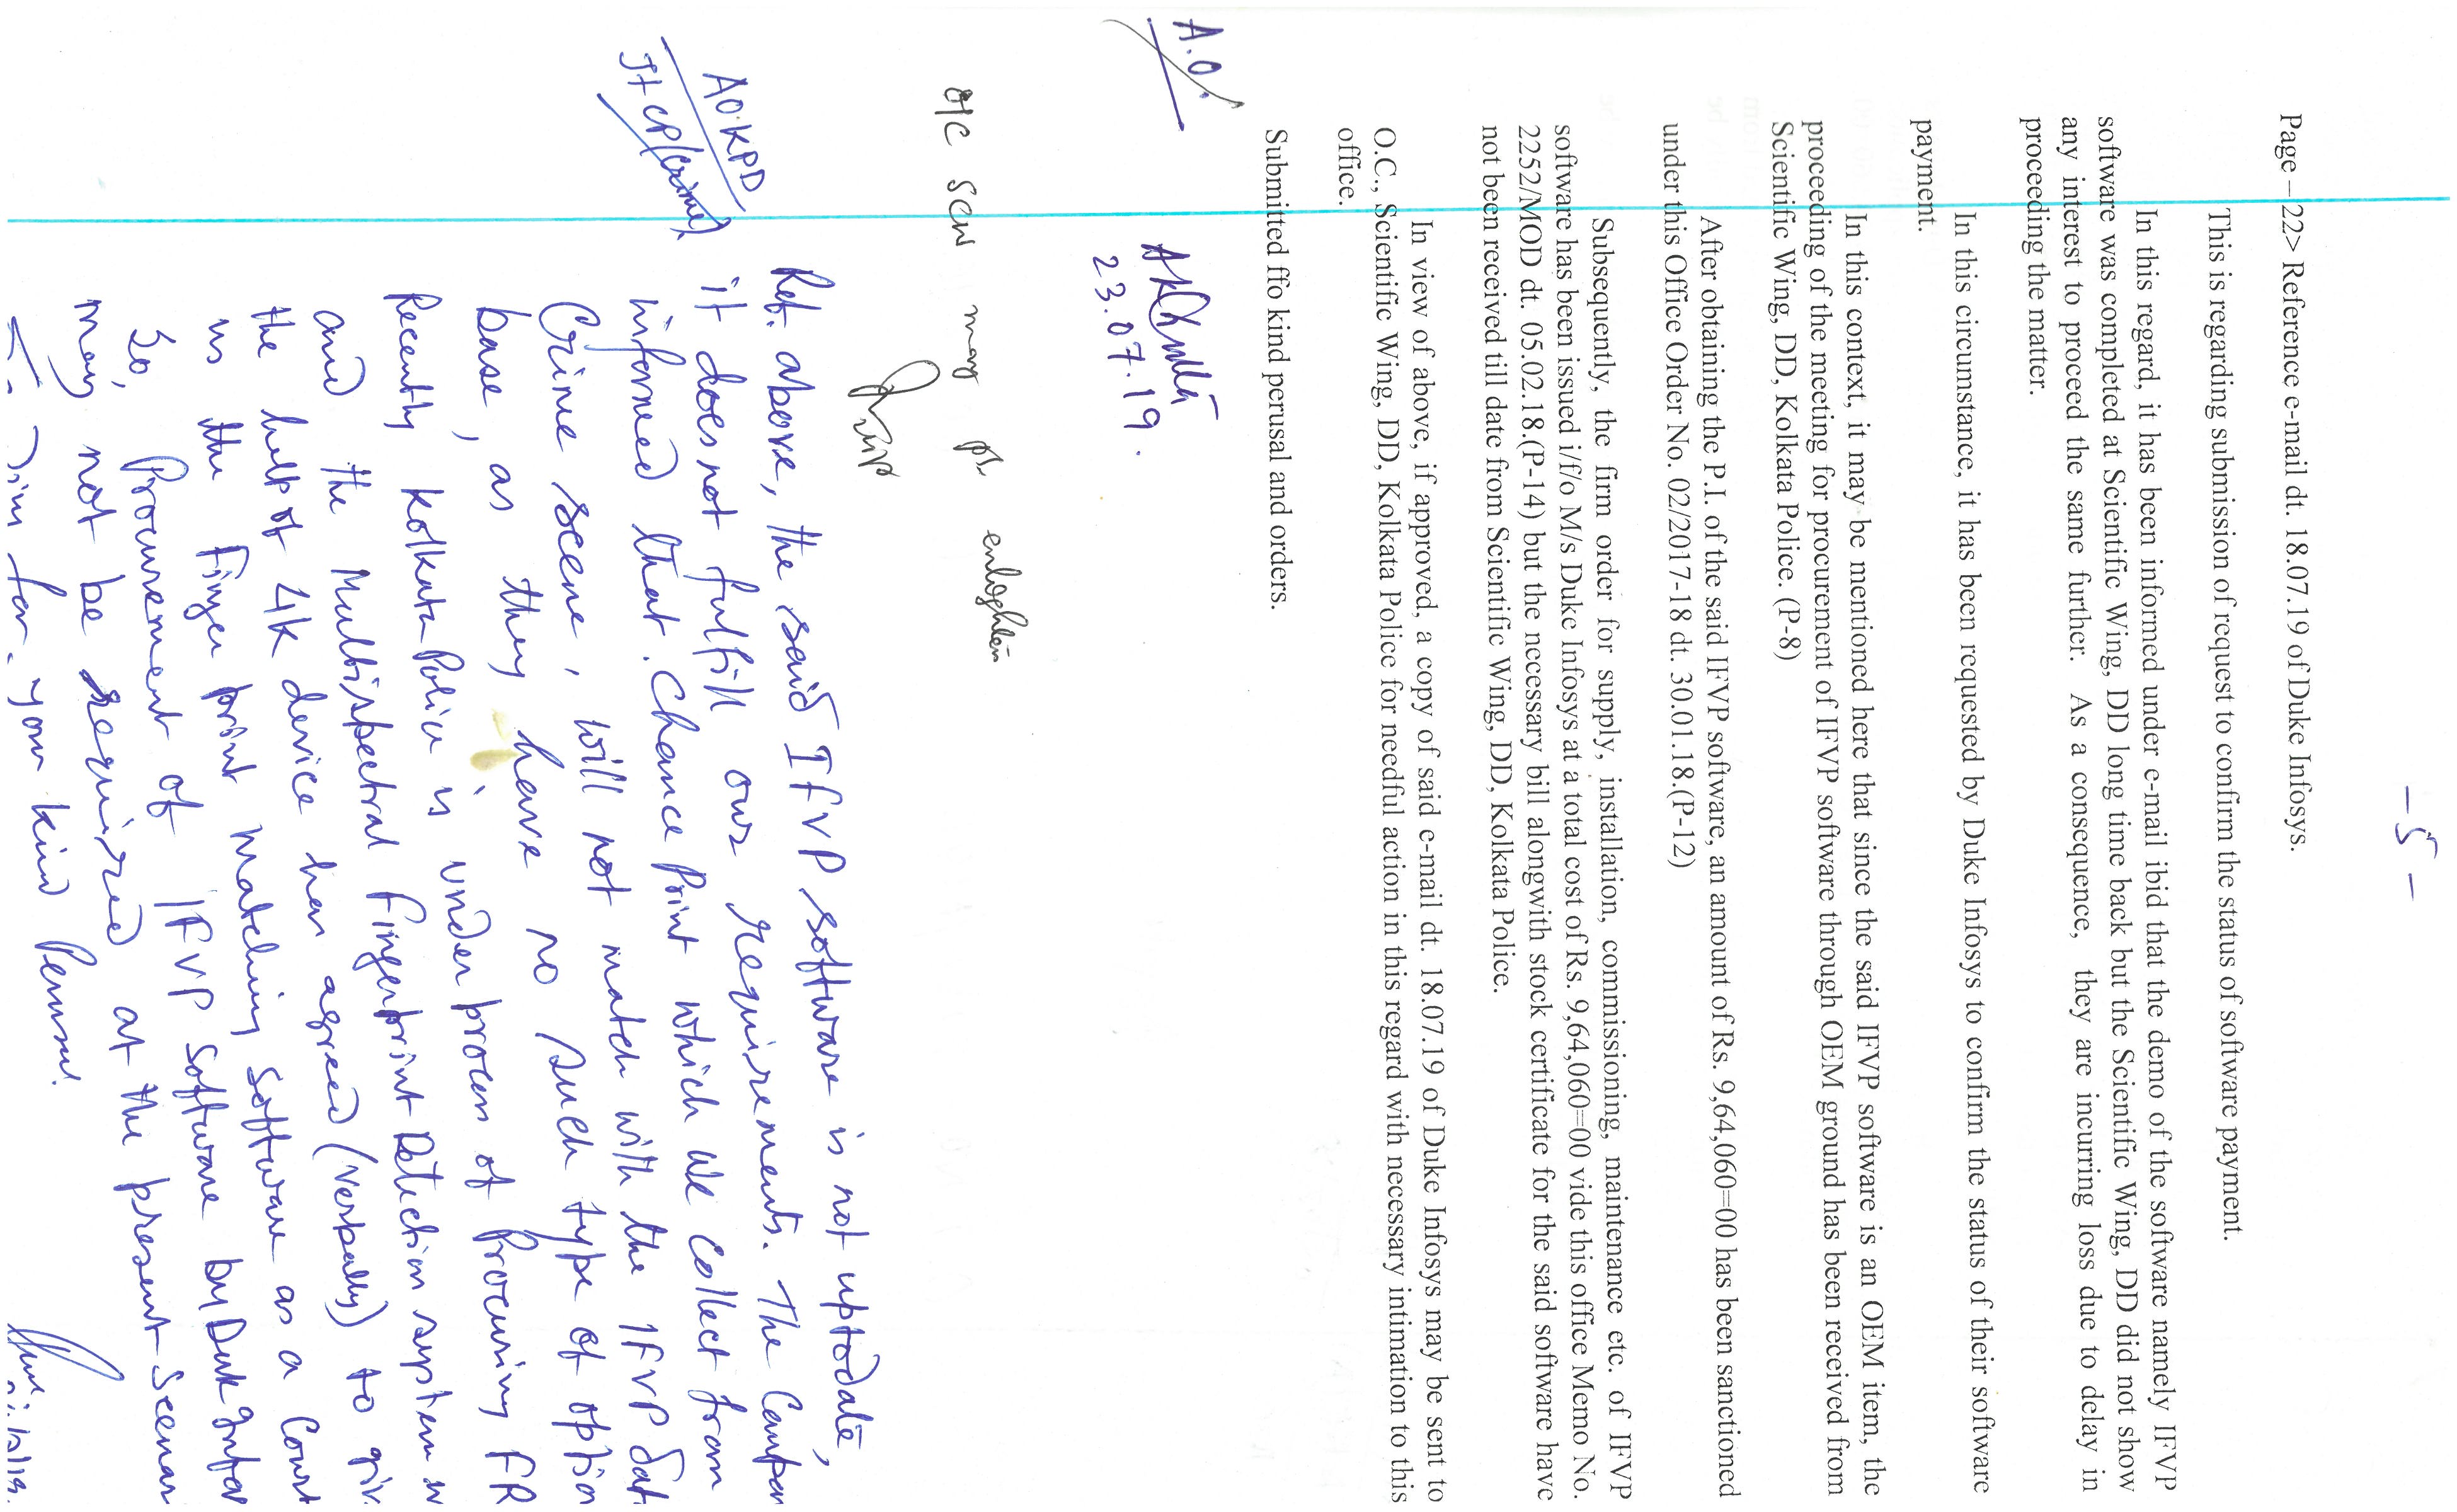 - 5 -
Page – 22> Reference e-mail dt. 18.07.19 of Duke Infosys.
This is regarding submission of request to confirm the status of software payment.
In this regard, it has been informed under e-mail ibid that the demo of the software namely IFVP
software was completed at Scientific Wing, DD long time back but the Scientific Wing, DD did not show
any interest to proceed the same further. As a consequence, they are incurring loss due to delay in
proceeding the matter.
In this circumstance, it has been requested by Duke Infosys to confirm the status of their software
payment.
In this context, it may be mentioned here that since the said IFVP software is an OEM item, the
proceeding of the meeting for procurement of IFVP software through OEM ground has been received from
Scientific Wing, DD, Kolkata Police. (P-8)
After obtaining the P.I. of the said IFVP software, an amount of Rs. 9,64,060=00 has been sanctioned
under this Office Order No. 02/2017-18 dt. 30.01.18.(P-12)
Subsequently, the firm order for supply, installation, commissioning, maintenance etc. of IFVP
software has been issued i/f/o M/s Duke Infosys at a total cost of Rs. 9,64,060=00 vide this office Memo No.
2252/MOD dt. 05.02.18.(P-14) but the necessary bill alongwith stock certificate for the said software have
not been received till date from Scientific Wing, DD, Kolkata Police.
In view of above, if approved, a copy of said e-mail dt. 18.07.19 of Duke Infosys may be sent to
O.C., Scientific Wing, DD, Kolkata Police for needful action in this regard with necessary intimation to this
office.
Submitted ffo kind perusal and orders.
A.O.
23.07.19.
O/C SCW may pl enlighten
Ref. above, the said IFVP software is not uptodate,
AO KPD
it does not fulfill our requirements. The Compan
Jt CP (Crime)
informed that Chance Print which we collect from
Crime scene, will not match with the IFVP dat
base, as they have no such type of optio
Recently Kolkata Police is under process of Procuring FR
and the Multispectral Fingerprint Detection system w
the help of 4K device has agreed (Verbally) to giv
us the Finger print matching software as a Court
So, Procurement of IFVP Software by Duk Infos
may not be required at the present Scenar
for your kind Perusal.